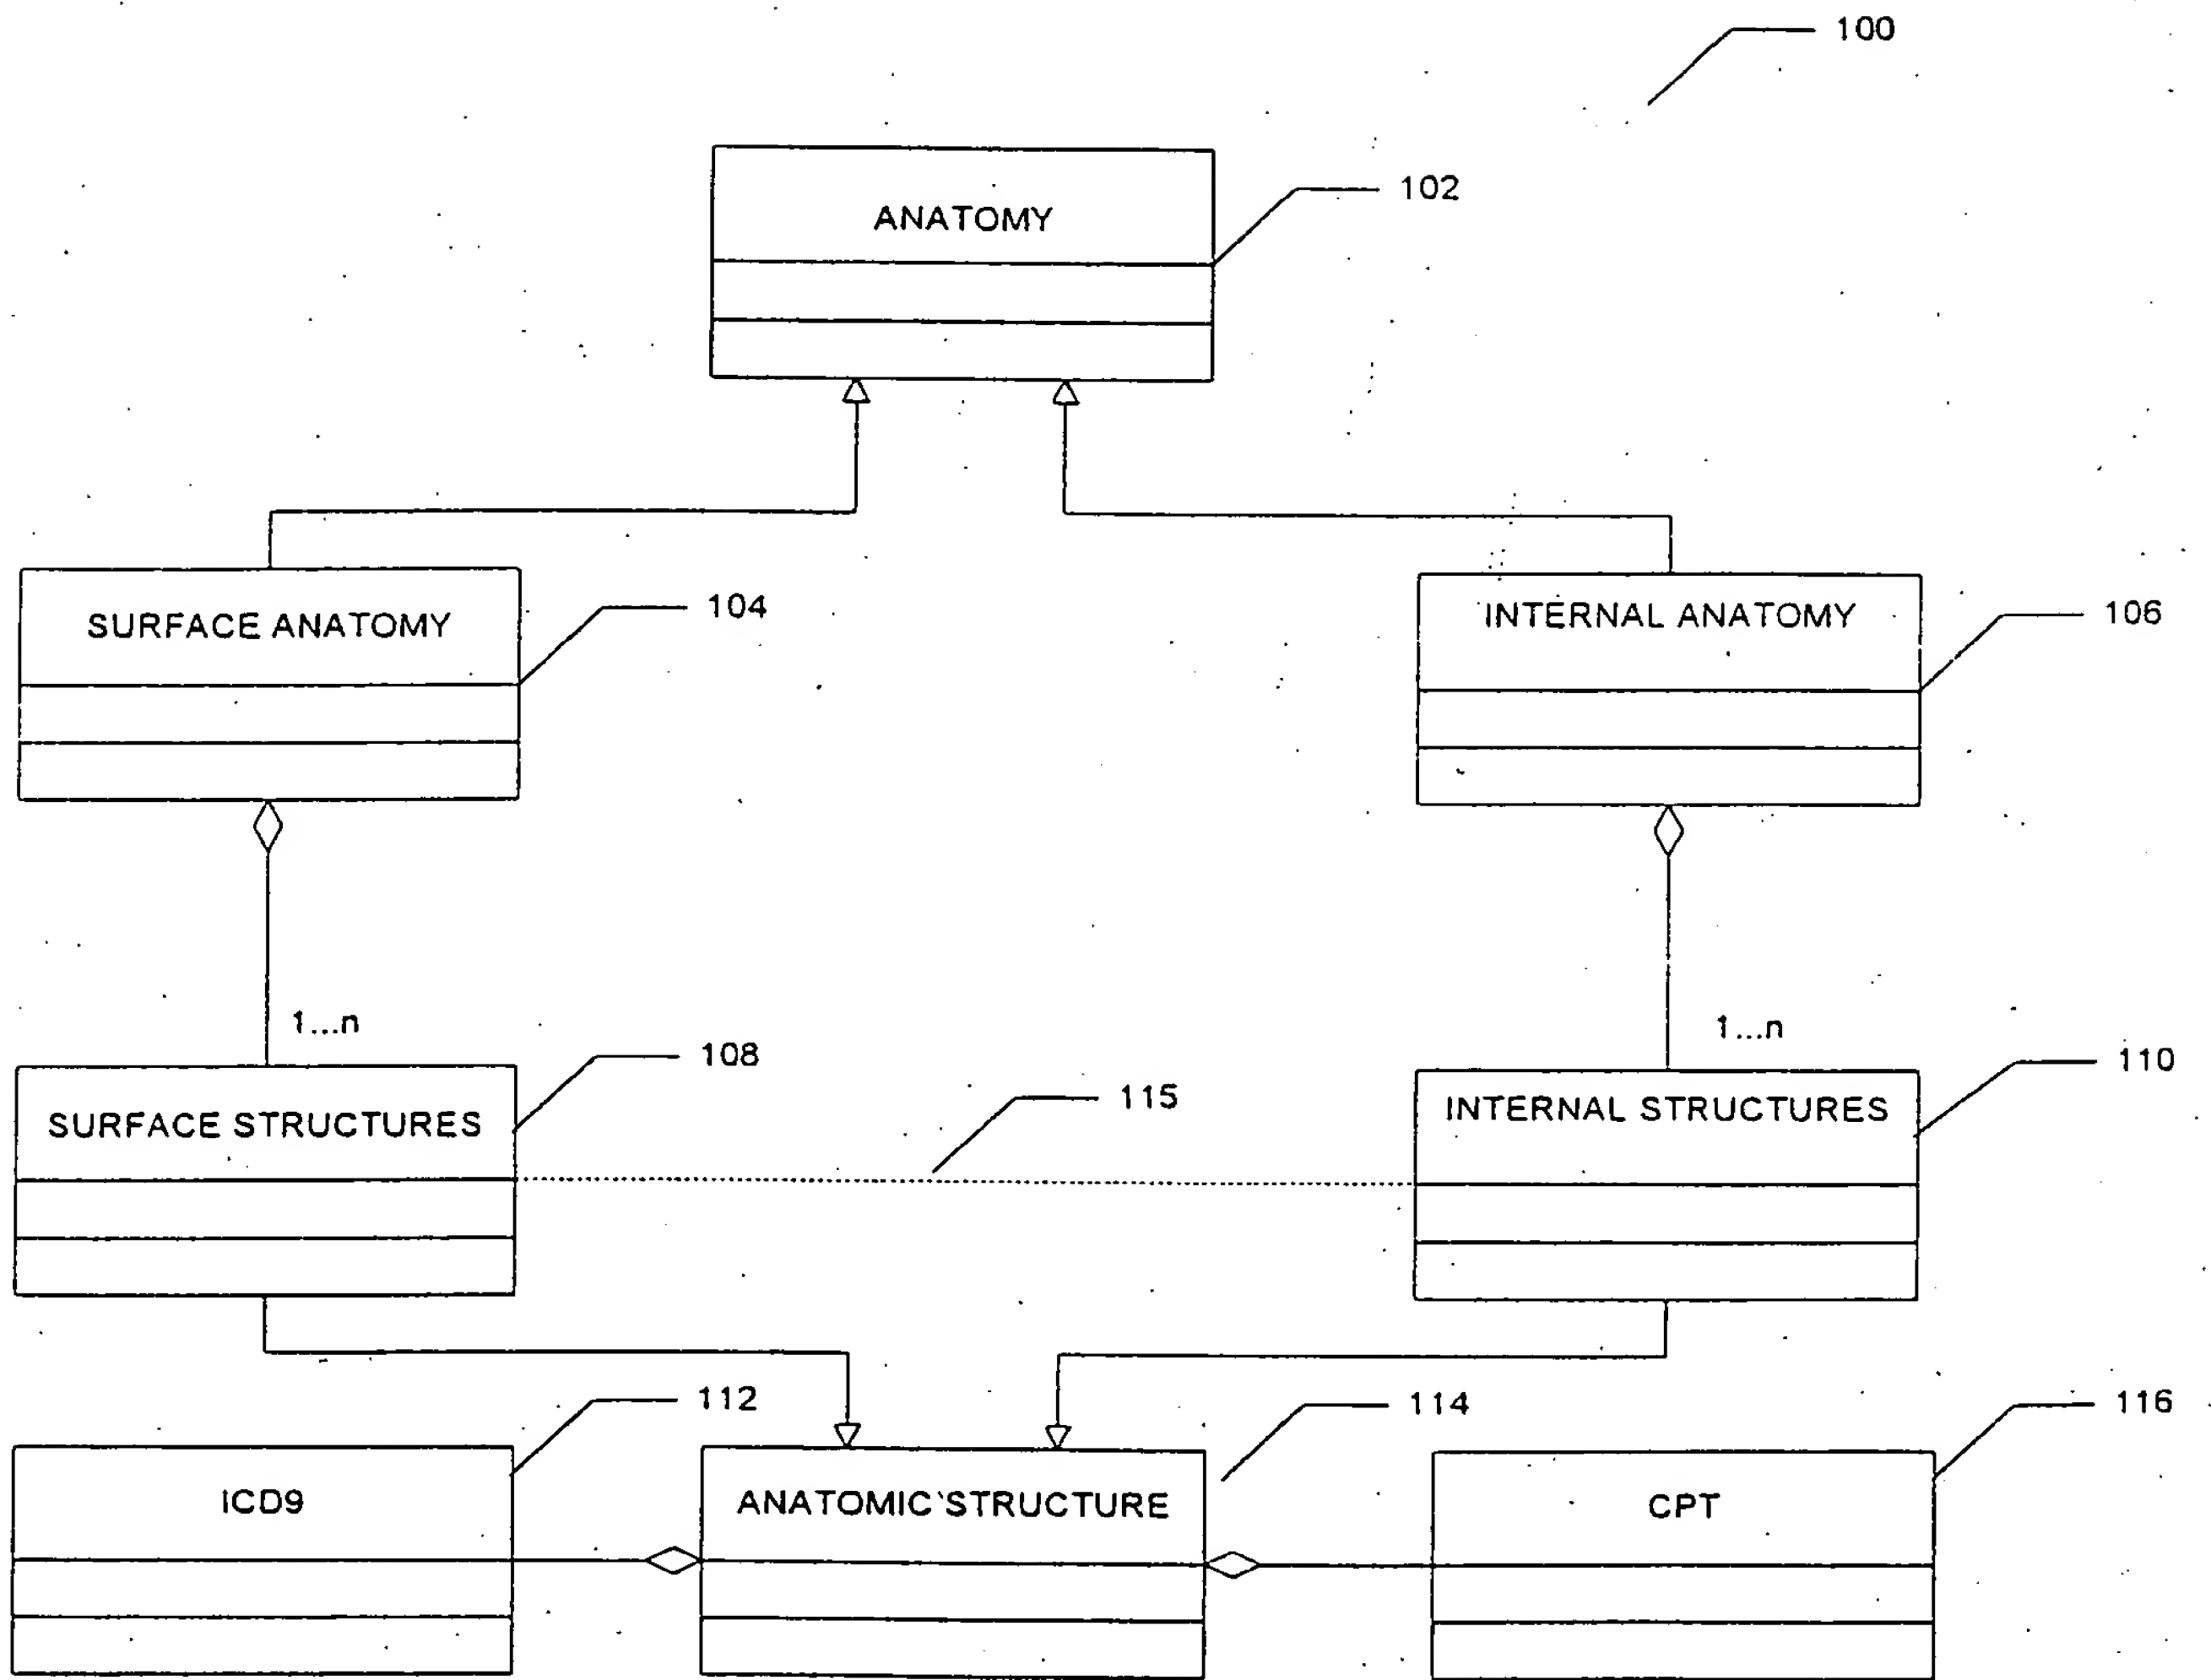 100
102
ANATOMY
104
SURFACE ANATOMY
INTERNAL ANATOMY
106
1...n
1...n
108
110
115
SURFACE STRUCTURES
INTERNAL STRUCTURES
112
114
116
ICD9
ANATOMIC STRUCTURE
CPT